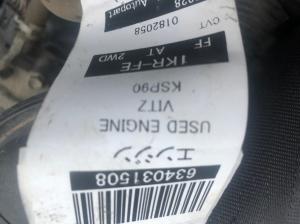 634031508
エンジン
USED ENGINE
VITZ
KSP90
1KR-FE
AT 2WD
FF
CVT 0182058
Autopart